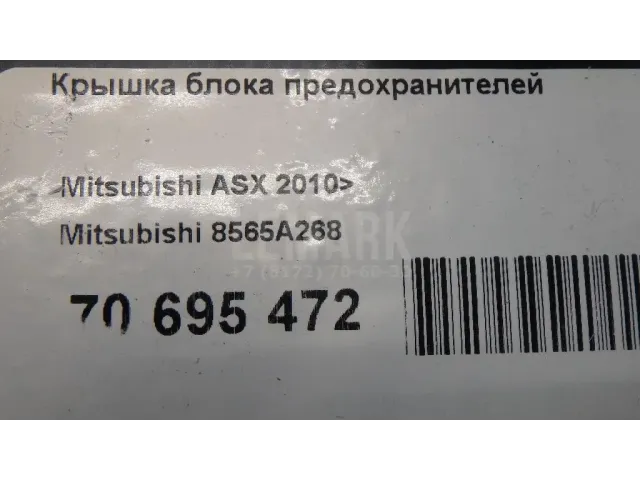 Крышка блока предохранителей
Mitsubishi ASX 2010>
Mitsubishi 8565A268
70 695 472